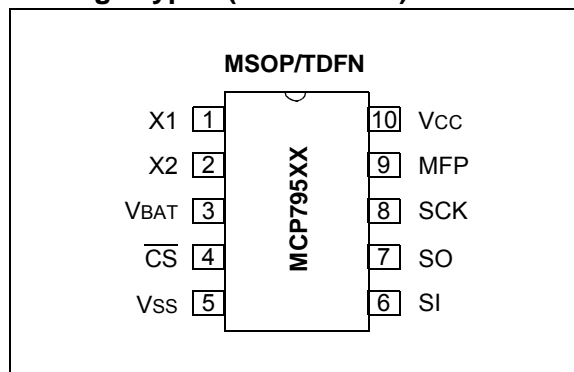 MSOP/TDFN
X1 1
X2 2
VBAT 3
CS 4
VSS 5
MCP795XX
10 VCC
9 MFP
8 SCK
7 SO
6 SI